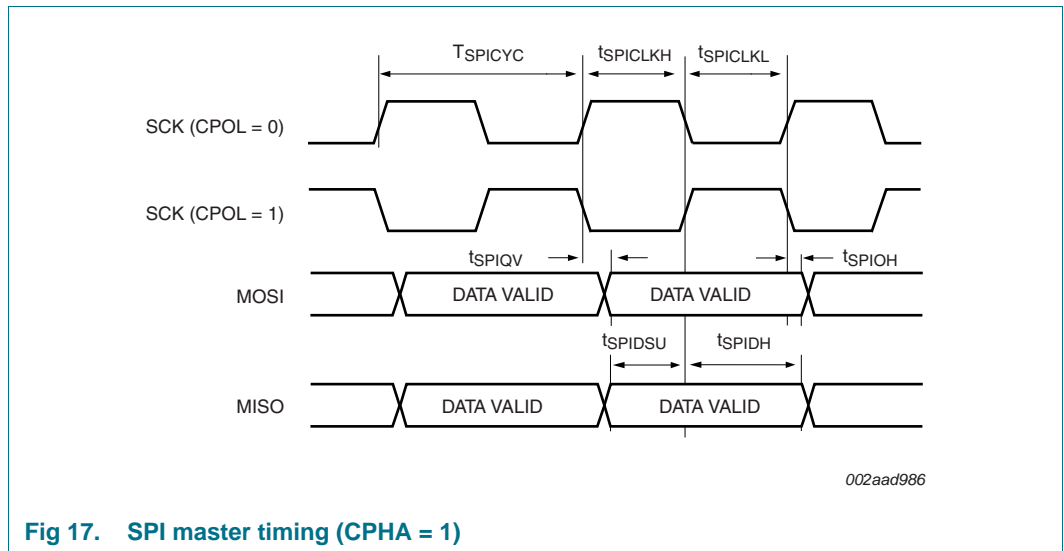 TSPICYC tSPICLKH tSPICLKL
SCK (CPOL = 0)
SCK (CPOL = 1)
tSPIQV tSPIOH
MOSI DATA VALID DATA VALID
tSPIDSU tSPIDH
MISO DATA VALID DATA VALID
002aad986
Fig 17. SPI master timing (CPHA = 1)